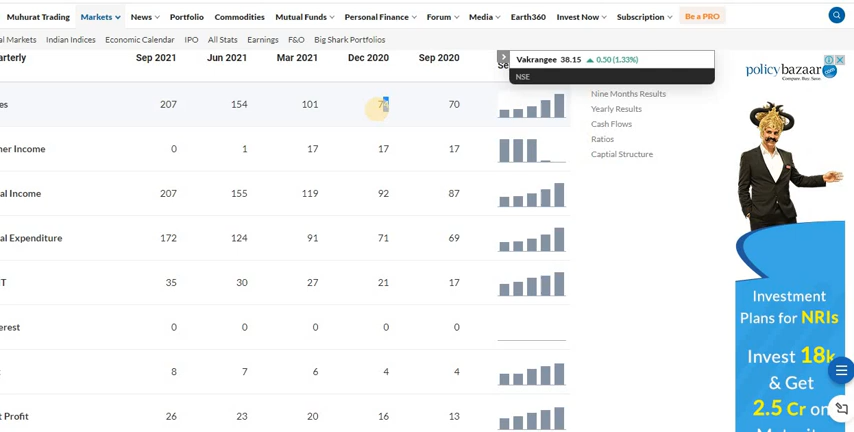 Muhurat Trading Markets News Portfolio Commodities Mutual Funds Personal Finance Forum Media Earth360 Invest Now Subscription Be a PRO
al Markets Indian Indices Economic Calendar IPO All Stats Earnings F&O Big Shark Portfolios
arterly Sep 2021 Jun 2021 Mar 2021 Dec 2020 Sep 2020 Se
Vakrangee 38.15 0.50 (1.33%)
NSE
es 207 154 101 70
ner Income 0 1 17 17 17
al Income 207 155 119 92 87
al Expenditure 172 124 91 71 69
T 35 30 27 21 17
erest 0 0 0 0 0
8 7 6 4 4
t Profit 26 23 20 16 13
Nine Months Results
Yearly Results
Cash Flows
Ratios
Captial Structure
policybazaar.com
Compare. Buy. Save.
Investment
Plans for NRIs
Invest 18k
& Get
2.5 Cr on